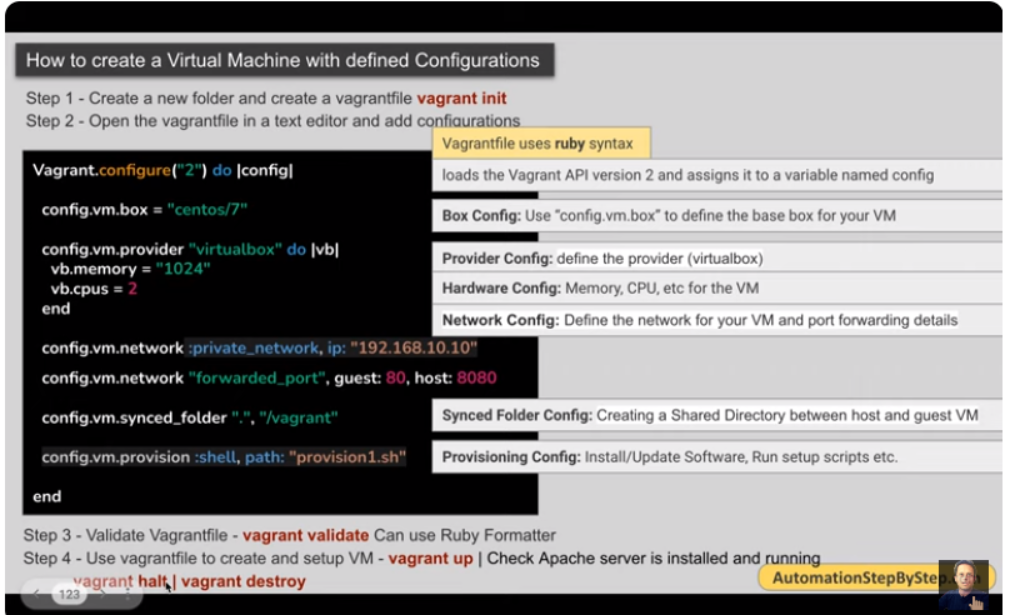 How to create a Virtual Machine with defined Configurations
Step 1 - Create a new folder and create a vagrantfile vagrant init
Step 2 - Open the vagrantfile in a text editor and add configurations
Vagrantfile uses ruby syntax
Vagrant.configure("2") do |config|
loads the Vagrant API version 2 and assigns it to a variable named config
config.vm.box = "centos/7"
Box Config: Use "config.vm.box" to define the base box for your VM
config.vm.provider "virtualbox" do |vb|
Provider Config: define the provider (virtualbox)
vb.memory = "1024"
vb.cpus = 2
Hardware Config: Memory, CPU, etc for the VM
end
Network Config: Define the network for your VM and port forwarding details
config.vm.network :private_network, ip: "192.168.10.10"
config.vm.network "forwarded_port", guest: 80, host: 8080
config.vm.synced_folder ".", "/vagrant"
Synced Folder Config: Creating a Shared Directory between host and guest VM
config.vm.provision :shell, path: "provision1.sh"
Provisioning Config: Install/Update Software, Run setup scripts etc.
end
Step 3 - Validate Vagrantfile - vagrant validate Can use Ruby Formatter
Step 4 - Use vagrantfile to create and setup VM - vagrant up | Check Apache server is installed and running
vagrant halt | vagrant destroy
AutomationStepByStep.
123